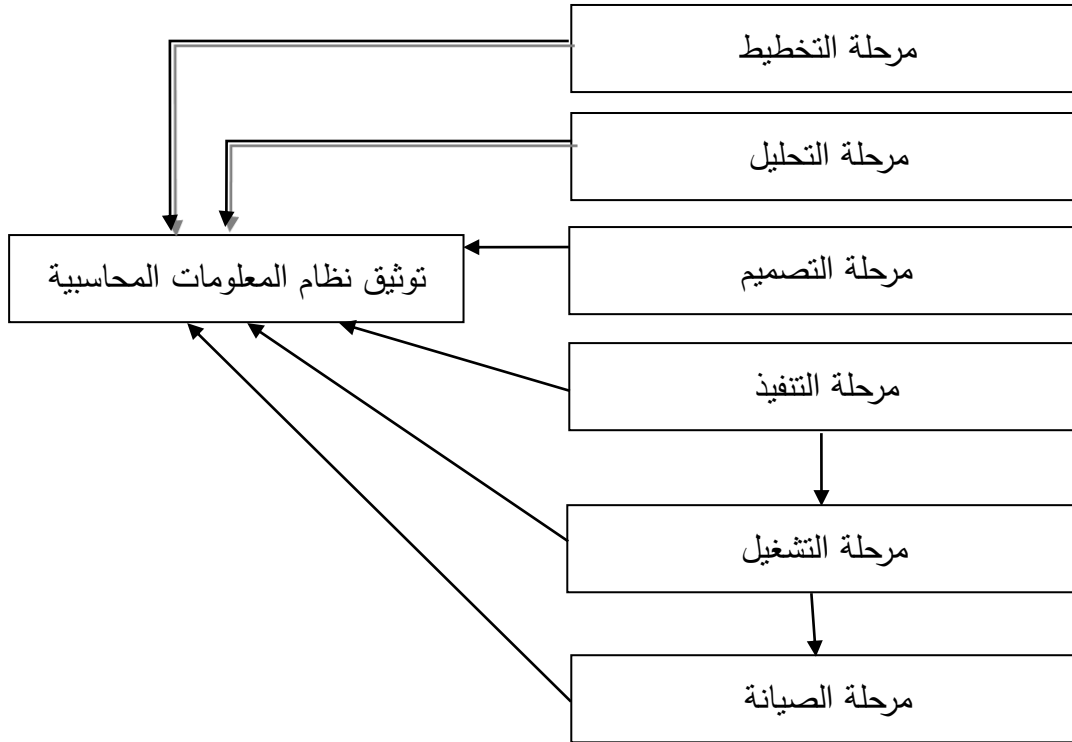 مرحلة التخطيط
مرحلة التحليل
مرحلة التصميم
توثيق نظام المعلومات المحاسبية
مرحلة التنفيذ
مرحلة التشغيل
مرحلة الصيانة